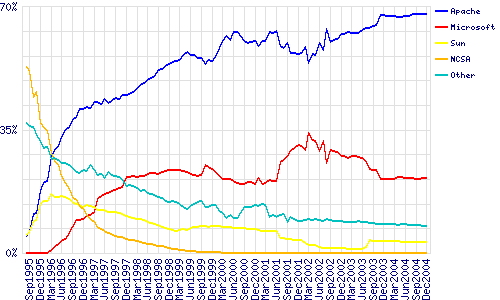 70%
Apache
Microsoft
Sun
NCSA
Other
35%
0%
Sep1995
Dec1995
Mar1996
Jun1996
Sep1996
Dec1996
Mar1997
Jun1997
Sep1997
Dec1997
Mar1998
Jun1998
Sep1998
Dec1998
Mar1999
Jun1999
Sep1999
Dec1999
Mar2000
Jun2000
Sep2000
Dec2000
Mar2001
Jun2001
Sep2001
Dec2001
Mar2002
Jun2002
Sep2002
Dec2002
Mar2003
Jun2003
Sep2003
Dec2003
Mar2004
Jun2004
Sep2004
Dec2004